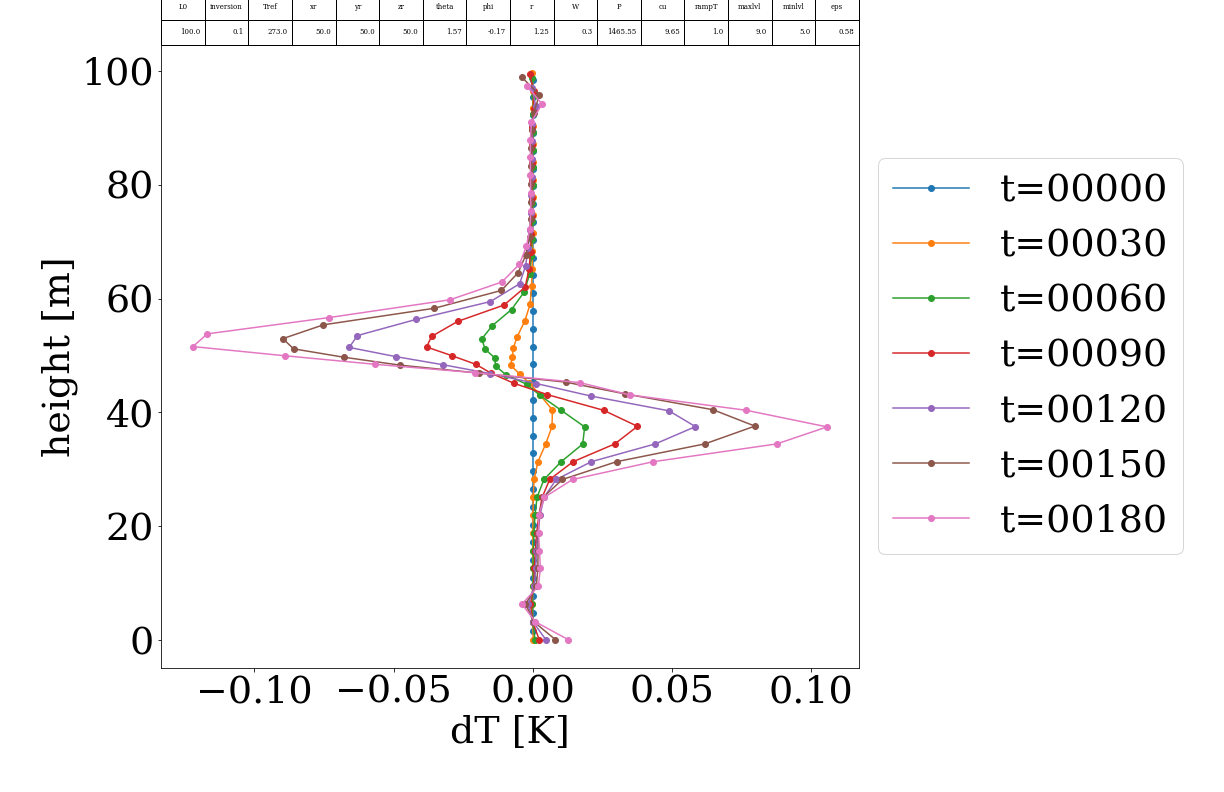 L0 inversion Tref xr yr zr theta phi r W P cu rampT maxlvl minlvl eps
100.0 0.1 273.0 50.0 50.0 50.0 1.57 -0.17 1.25 0.3 1465.55 9.65 1.0 9.0 5.0 0.58
100
80
60
40
20
0
height [m]
−0.10 −0.05 0.00 0.05 0.10
dT [K]
t=00000
t=00030
t=00060
t=00090
t=00120
t=00150
t=00180